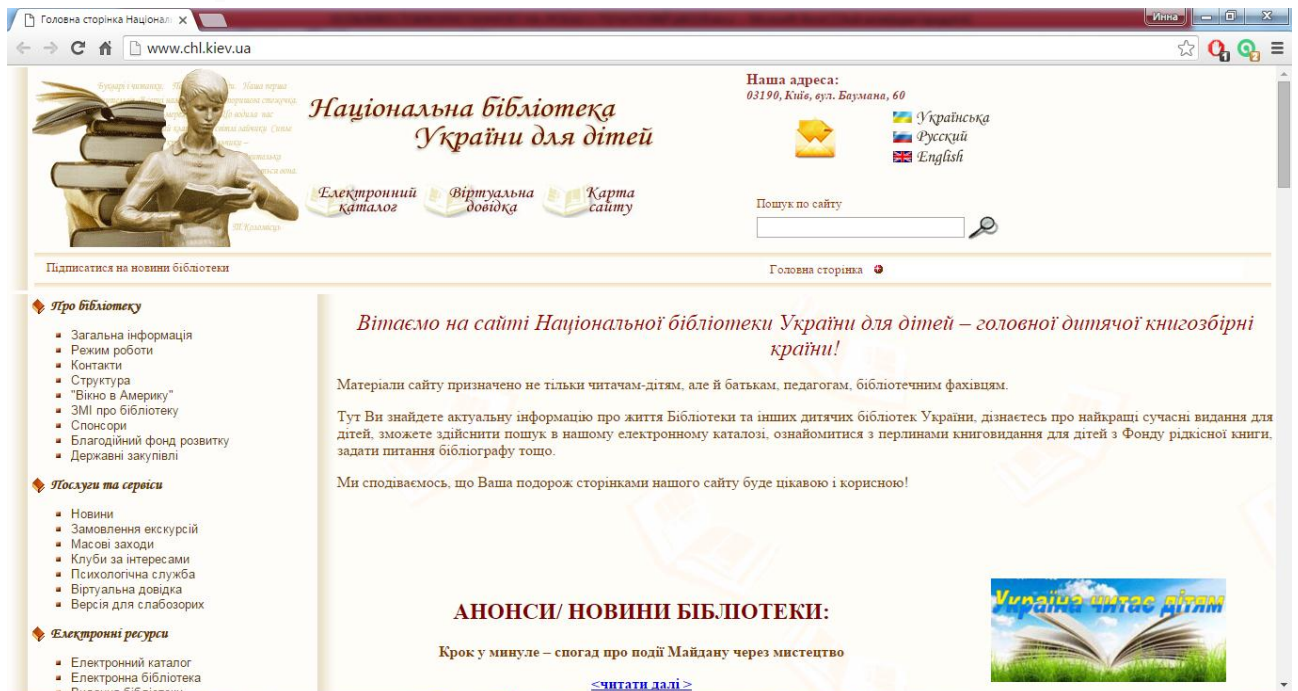 Головна сторінка Націонал
Инна
www.chl.kiev.ua
Національна бібліотека
України для дітей
Електронний каталог
Віртуальна довідка
Карта сайту
Наша адреса:
03190, Київ, вул. Баумана, 60
Українська
Русский
English
Пошук по сайту
Підписатися на новини бібліотеки
Головна сторінка
Про бібліотеку
Загальна інформація
Режим роботи
Контакти
Структура
"Вікно в Америку"
ЗМІ про бібліотеку
Спонсори
Благодійний фонд розвитку
Державні закупівлі
Послуги та сервіси
Новини
Замовлення екскурсій
Масові заходи
Клуби за інтересами
Психологічна служба
Віртуальна довідка
Версія для слабозорих
Електронні ресурси
Електронний каталог
Електронна бібліотека
Вітаємо на сайті Національної бібліотеки України для дітей – головної дитячої книгозбірні
країни!
Матеріали сайту призначено не тільки читачам-дітям, але й батькам, педагогам, бібліотечним фахівцям.
Тут Ви знайдете актуальну інформацію про життя Бібліотеки та інших дитячих бібліотек України, дізнаєтесь про найкращі сучасні видання для
дітей, зможете здійснити пошук в нашому електронному каталозі, ознайомитися з перлинами книговидання для дітей з Фонду рідкісної книги,
задати питання бібліографу тощо.
Ми сподіваємось, що Ваша подорож сторінками нашого сайту буде цікавою і корисною!
АНОНСИ/ НОВИНИ БІБЛІОТЕКИ:
Крок у минуле – спогад про події Майдану через мистецтво
<читати далі >
Україна читає дітям